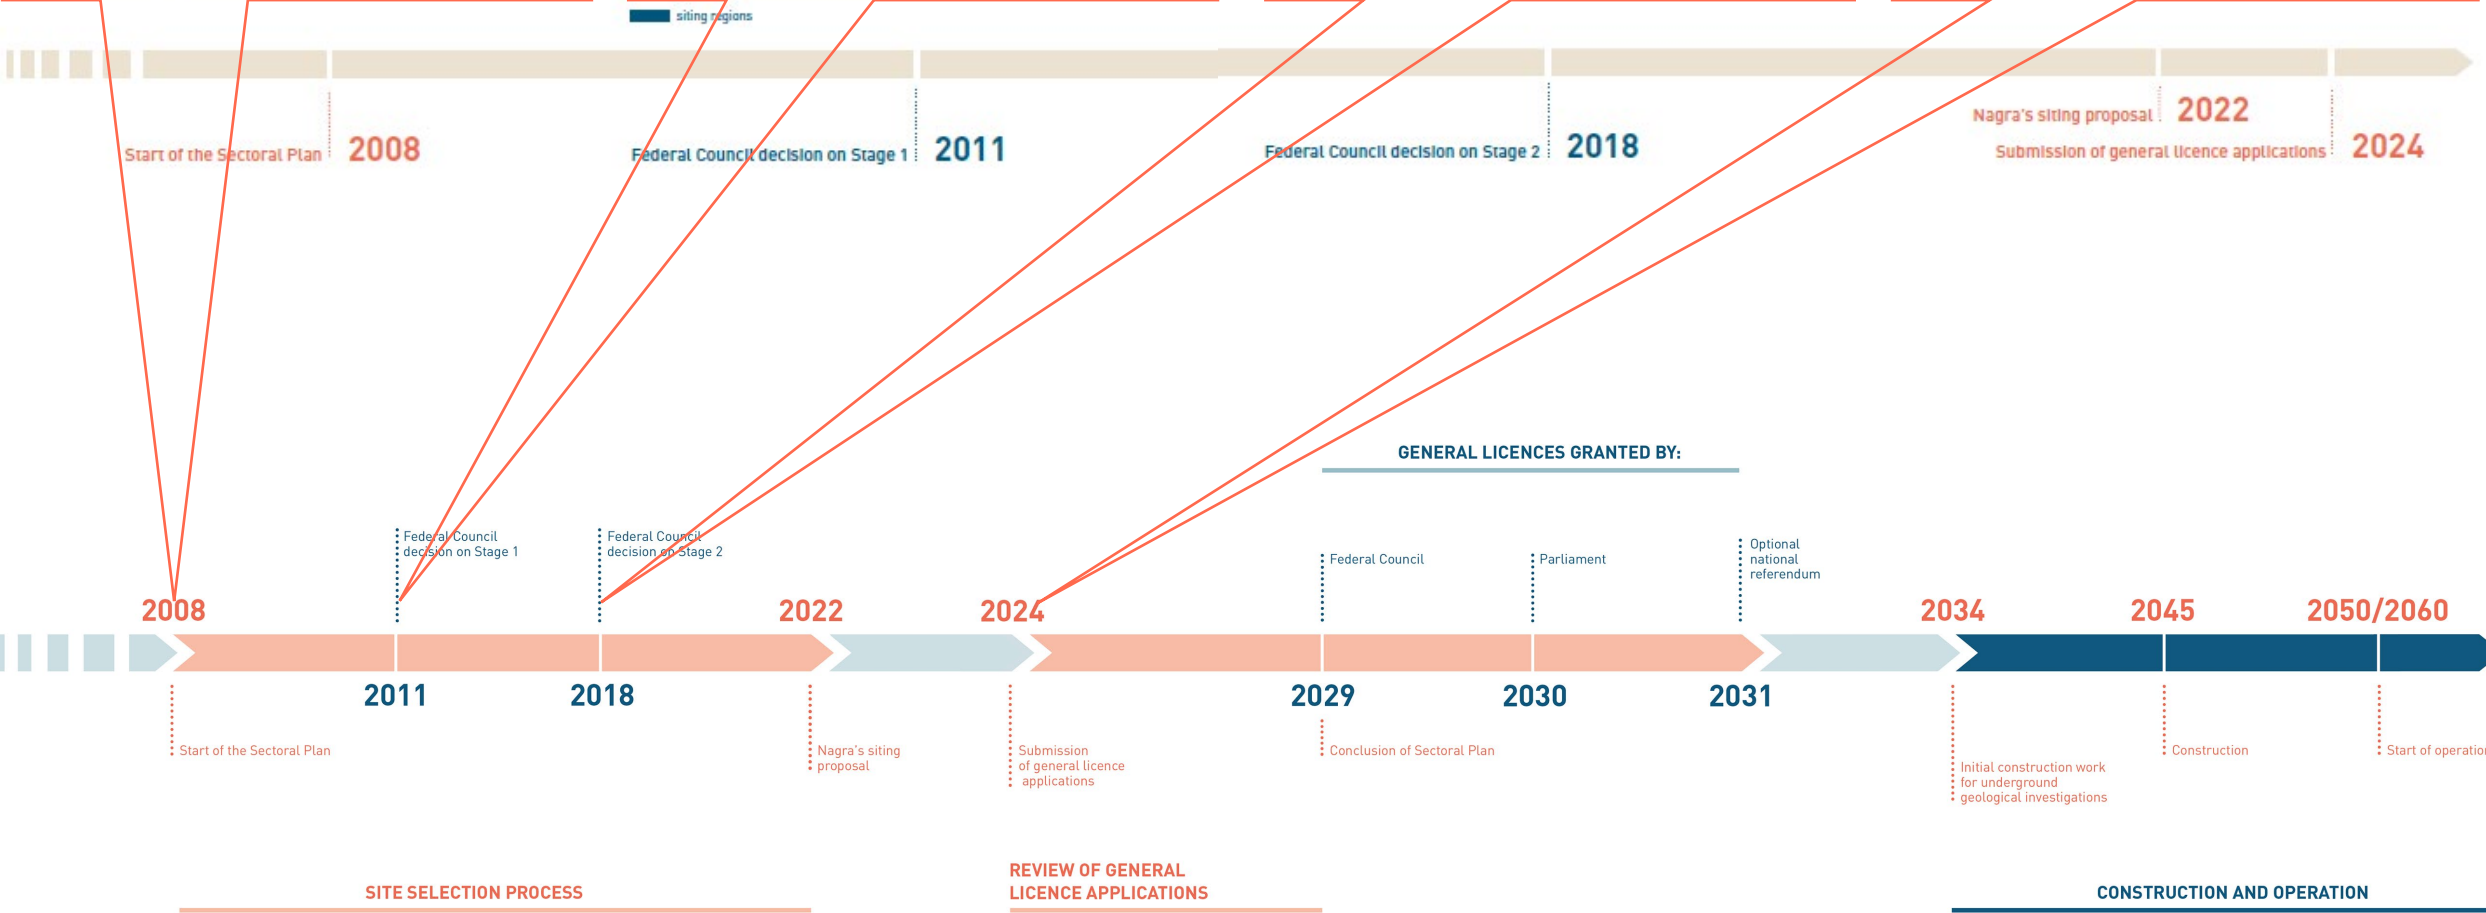 siting regions
Start of the Sectoral Plan 2008
Federal Council decision on Stage 1 2011
Federal Council decision on Stage 2 2018
Nagra's siting proposal 2022
Submission of general licence applications 2024
GENERAL LICENCES GRANTED BY:
Federal Council
decision on Stage 1
Federal Council
decision on Stage 2
Federal Council
Parliament
Optional
national
referendum
2008
2022
2024
2034
2045
2050/2060
2011
2018
2029
2030
2031
Start of the Sectoral Plan
Nagra's siting
proposal
Submission
of general licence
applications
Conclusion of Sectoral Plan
Initial construction work
for underground
geological investigations
Construction
Start of operation
SITE SELECTION PROCESS
REVIEW OF GENERAL
LICENCE APPLICATIONS
CONSTRUCTION AND OPERATION